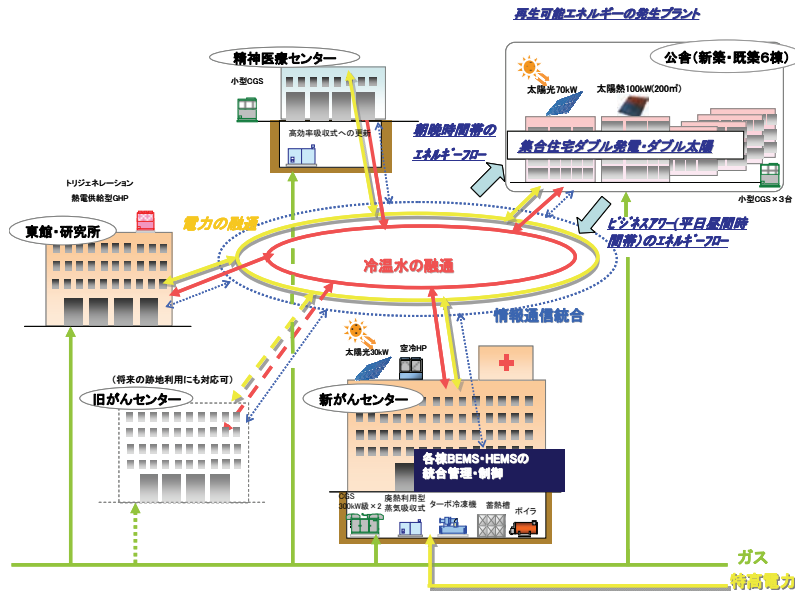 再生可能エネルギーの発生プラント
精神医療センター
公舎(新築・既築6棟)
小型CGS
太陽光70kW
太陽熱100kW(200㎡)
高効率吸収式への更新
朝晩時間帯の
エネルギーフロー
集合住宅ダブル発電・ダブル太陽
小型CGS×3台
トリジェネレーション
熱電供給型GHP
東館・研究所
電力の融通
ビジネスアワー(平日昼間時
間帯)のエネルギーフロー
冷温水の融通
情報通信統合
太陽光30kW
空冷HP
(将来の跡地利用にも対応可)
旧がんセンター
新がんセンター
各棟BEMS・HEMSの
統合管理・制御
CGS
300kW級×2
廃熱利用型
蒸気吸収式
ターボ冷凍機
蓄熱槽
ボイラ
ガス
特高電力